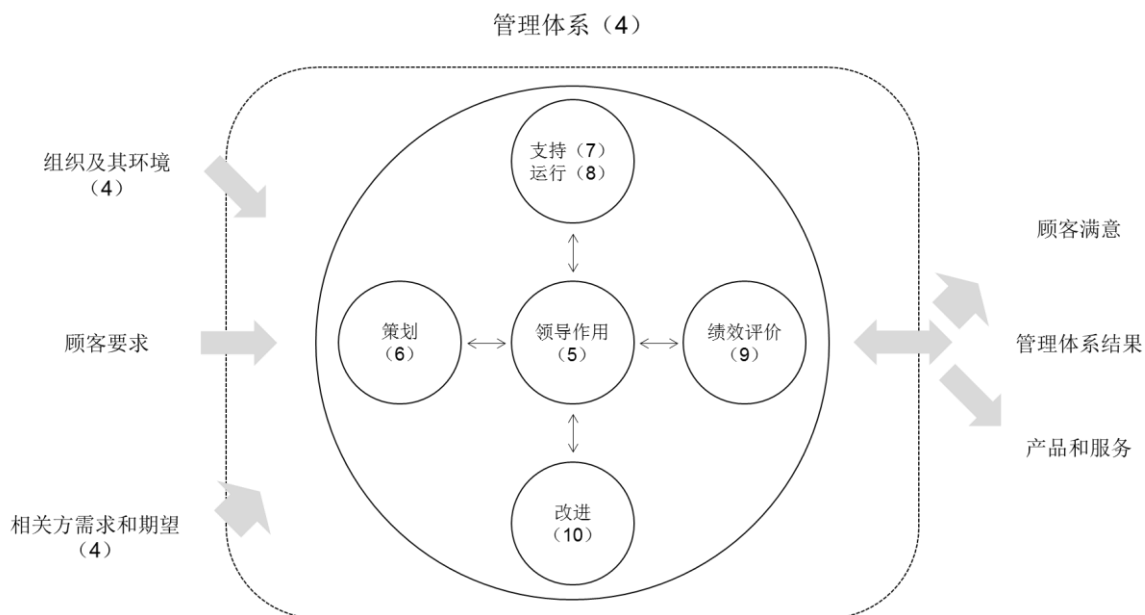 管理体系（4）
组织及其环境
（4）
顾客要求
相关方需求和期望
（4）
支持（7）
运行（8）
策划
（6）
领导作用
（5）
绩效评价
（9）
改进
（10）
顾客满意
管理体系结果
产品和服务